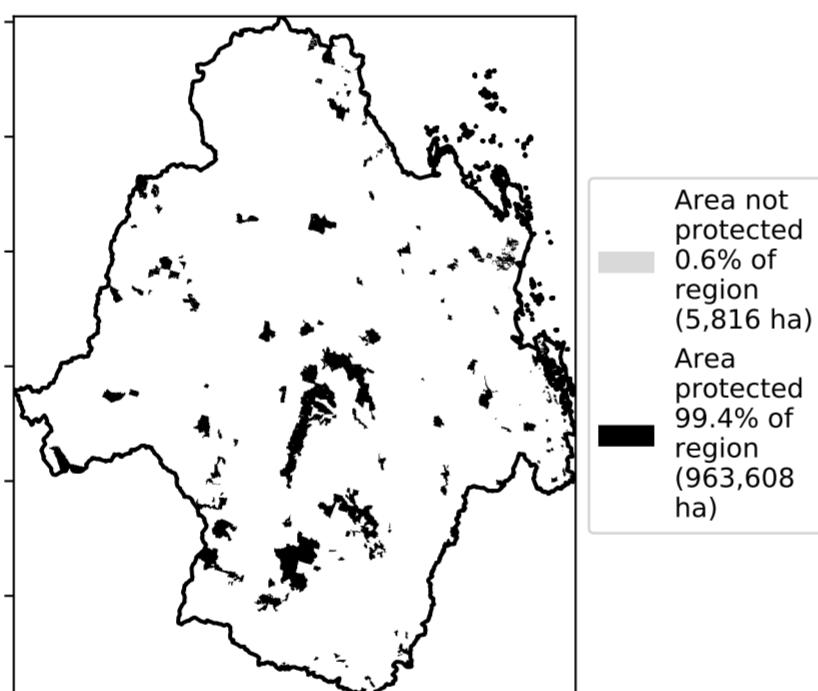 Area not
protected
0.6% of
region
(5,816 ha)
Area
protected
99.4% of
region
(963,608
ha)